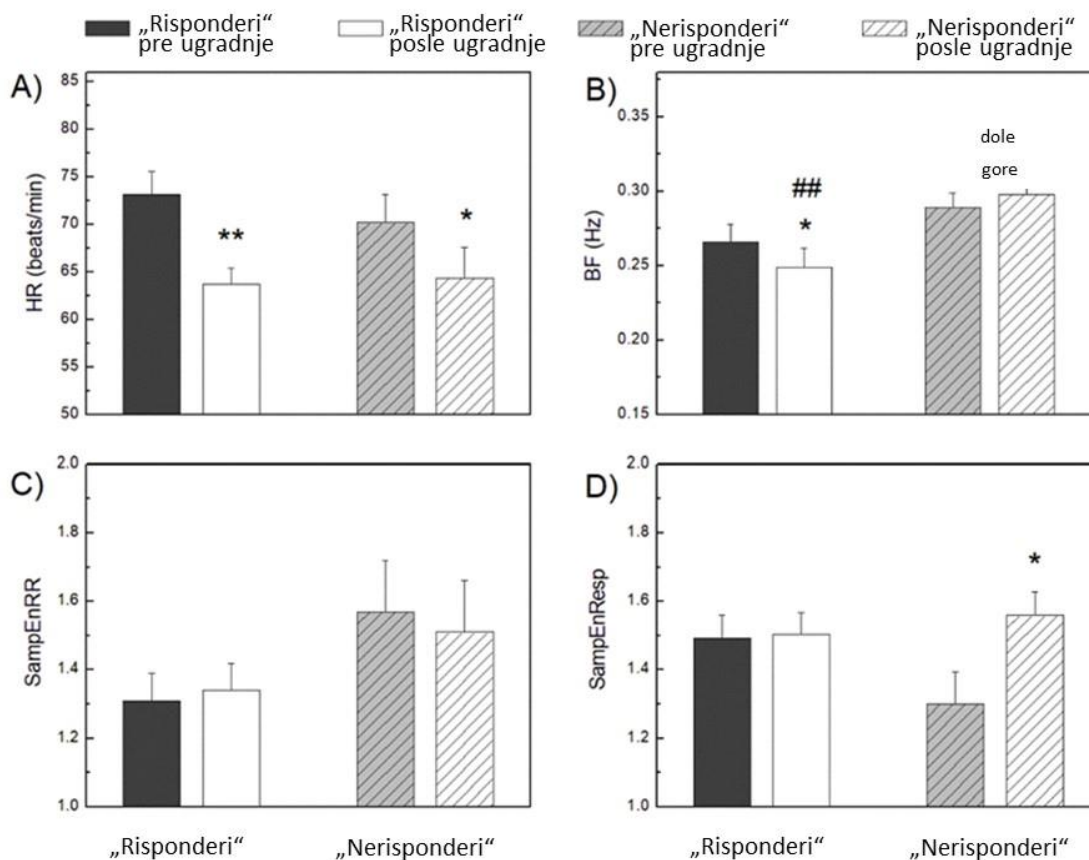 „Risponderi“
pre ugradnje
„Risponderi“
posle ugradnje
„Nerisponderi“
pre ugradnje
„Nerisponderi“
posle ugradnje
A)
85
80
75
70
65
60
55
50
HR (beats/min)
**
*
B)
0.35
0.30
0.25
0.20
0.15
BF (Hz)
##
*
dole
gore
C)
2.0
1.8
1.6
1.4
1.2
1.0
SampEnRR
„Risponderi“
„Nerisponderi“
D)
2.0
1.8
1.6
1.4
1.2
1.0
SampEnResp
*
„Risponderi“
„Nerisponderi“